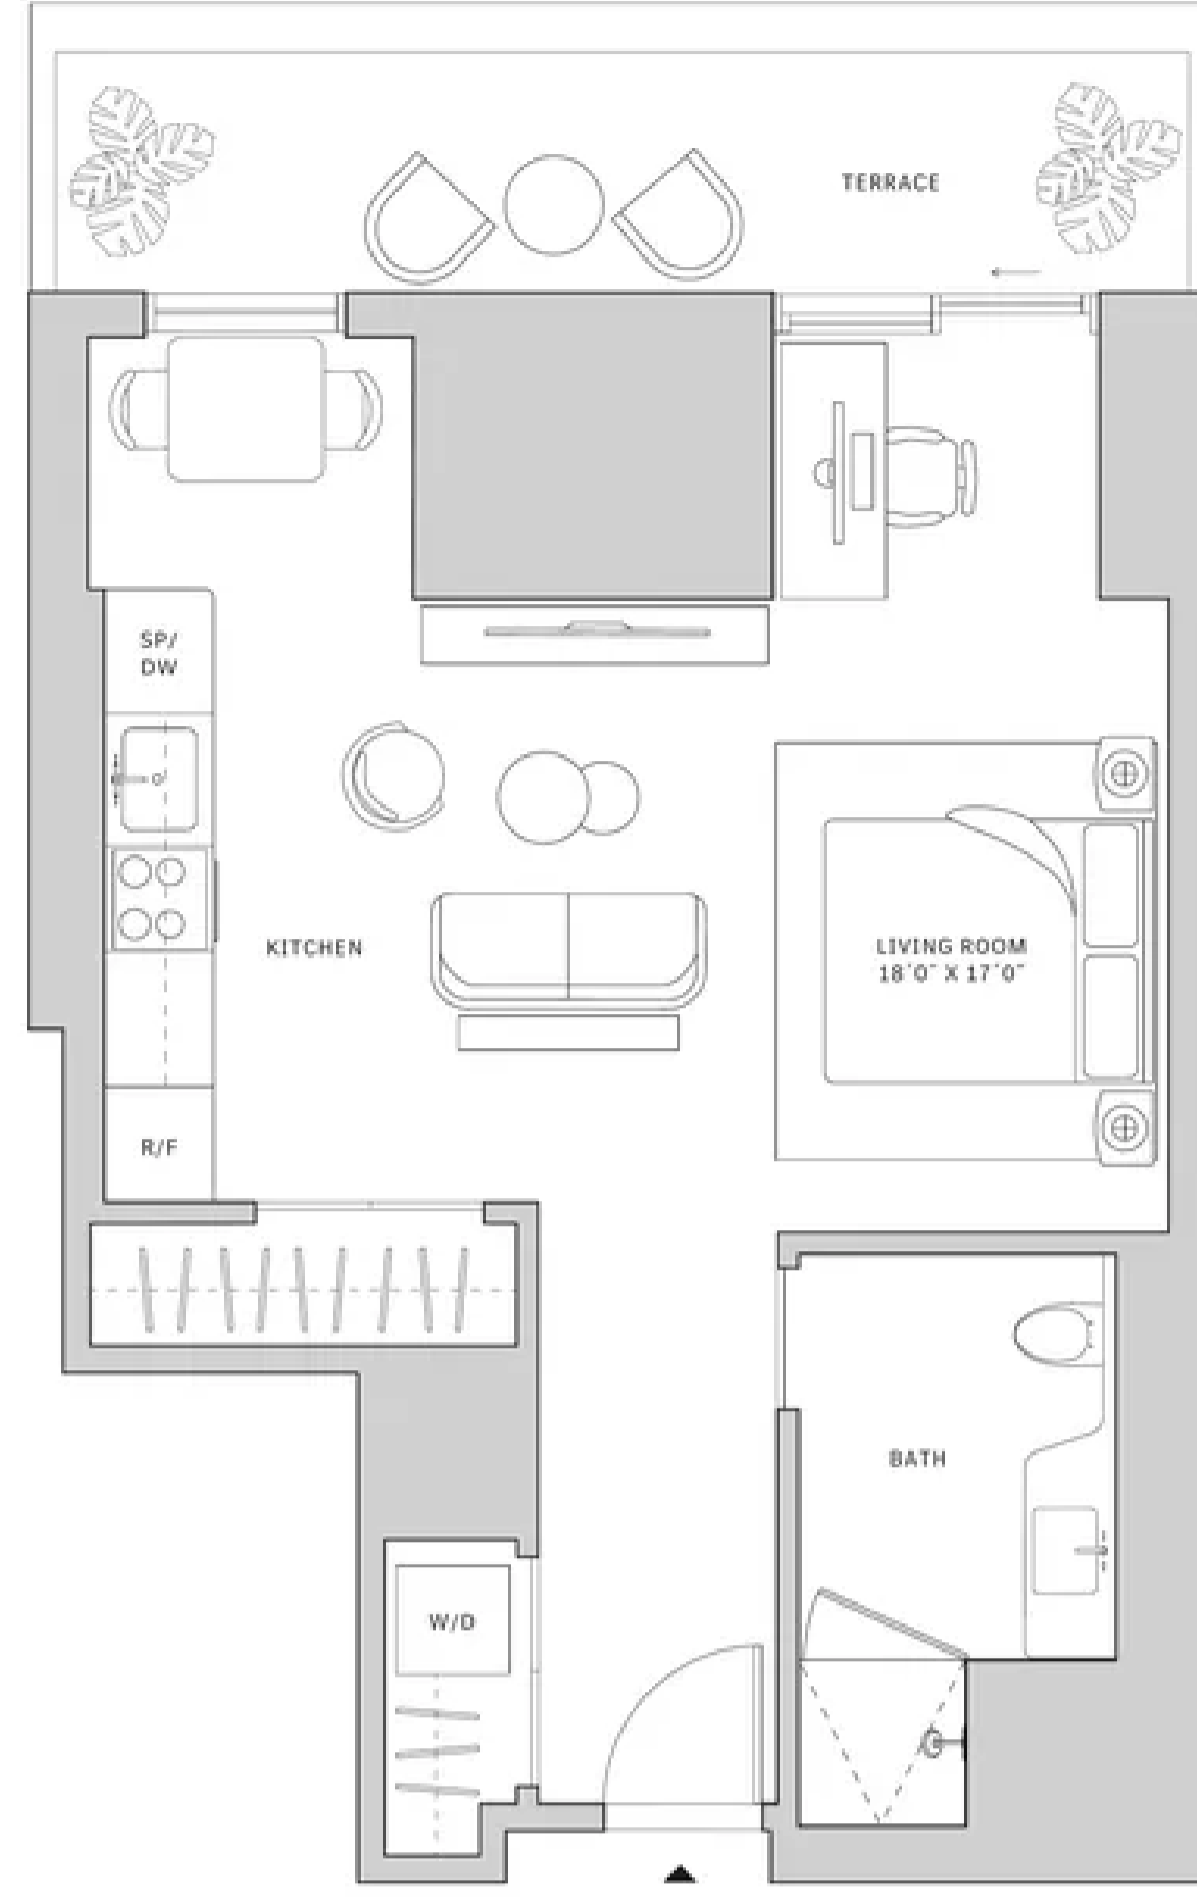 TERRACE
SP/
DW
KITCHEN
LIVING ROOM
18'0" X 17'0"
R/F
BATH
W/D